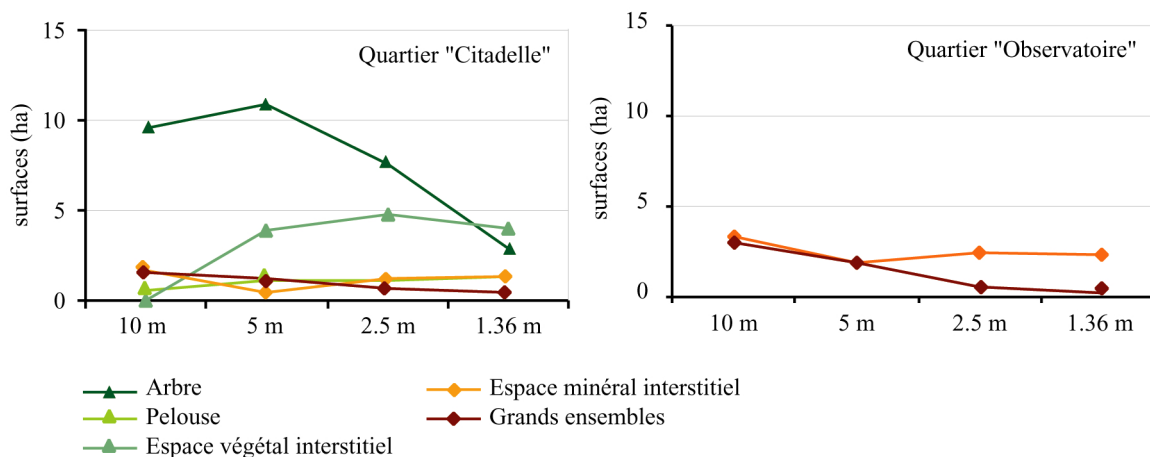 15
Quartier "Citadelle"
10
surfaces (ha)
5
0
10 m 5 m 2.5 m 1.36 m
15
Quartier "Observatoire"
10
surfaces (ha)
5
0
10 m 5 m 2.5 m 1.36 m
Arbre
Pelouse
Espace végétal interstitiel
Espace minéral interstitiel
Grands ensembles